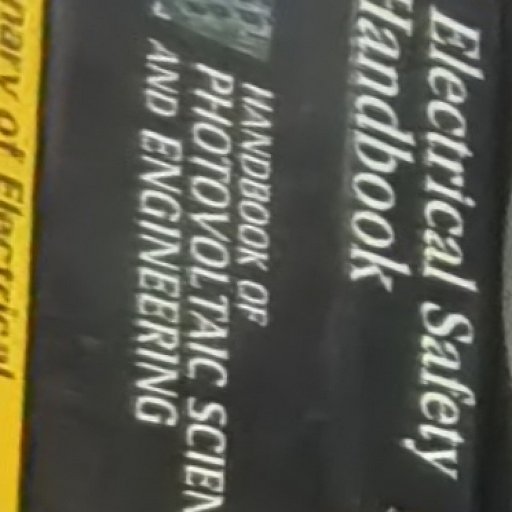 Electrical Safety
Handbook
HANDBOOK OF
PHOTOVOLTAIC SCIEN
AND ENGINEERING
nary of Electrical